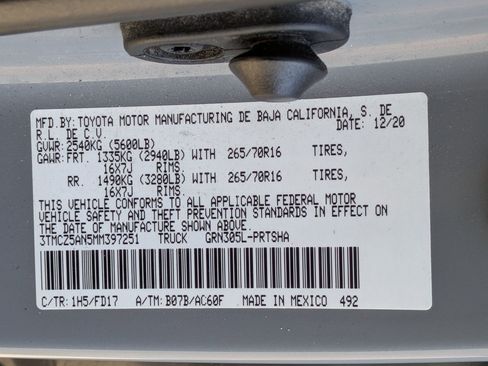 MFD.BY:TOYOTA MOTOR MANUFACTURING DE BAJA CALIFORNIA, S. DE
R.L. DE C.V. DATE: 12/20
GVWR: 2540KG (5600LB)
GAWR: FRT. 1335KG (2940LB) WITH 265/70R16 TIRES,
16X7J RIMS,
RR. 1490KG (3280LB) WITH 265/70R16 TIRES,
16X7J RIMS.
THIS VEHICLE CONFORMS TO ALL APPLICABLE FEDERAL MOTOR
VEHICLE SAFETY AND THEFT PREVENTION STANDARDS IN EFFECT ON
THE DATE OF MANUFACTURE SHOWN ABOVE.
3TMCZ5AN5MM397251 TRUCK GRN305L-PRTSHA
C/TR: 1H5/FD17 A/TM: B07B/AC60F MADE IN MEXICO 492